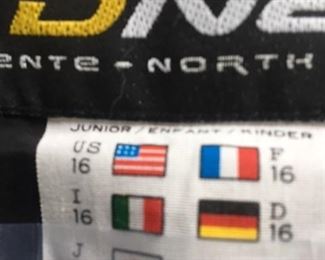 ENTE - NORTH
JUNIOR / ENFANT / KINDER
US F
16 16
I D
16 16
J